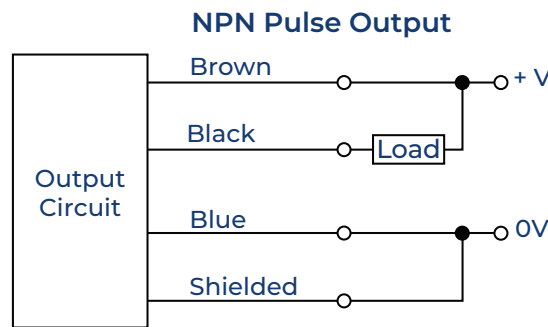 NPN Pulse Output
Brown
+ V
Black
Load
Output
Circuit
Blue
0V
Shielded